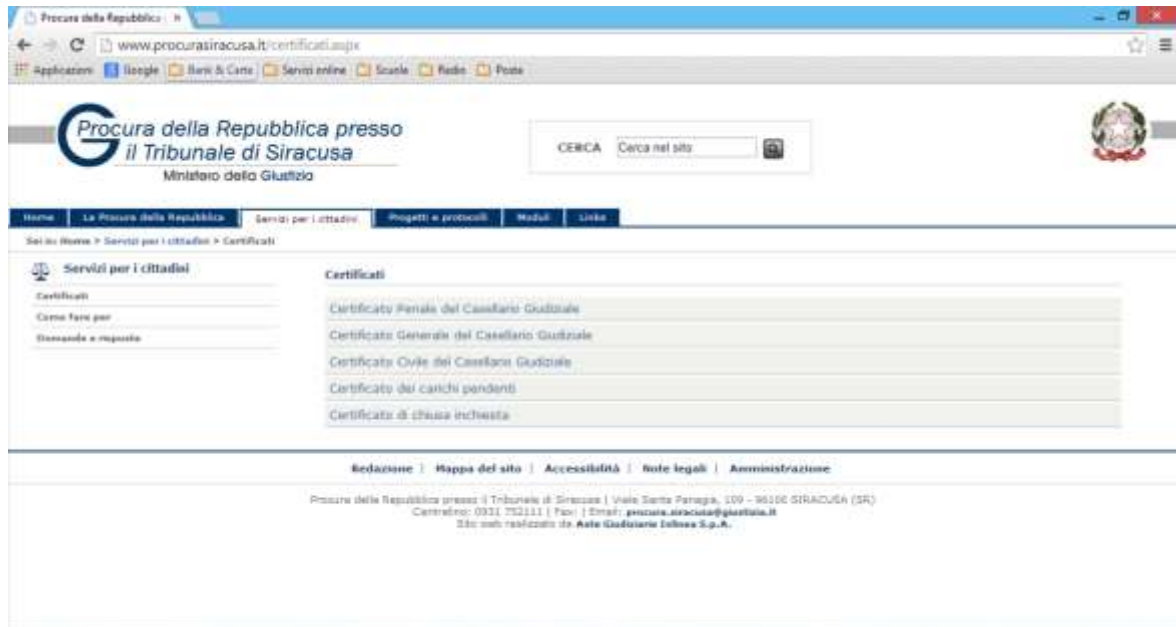 Procura della Repubblica
www.procurasiracusa.it/certificati.aspx
Applicazioni Google Bank & Carte Servizi online Scuole Radio Poste
Procura della Repubblica presso
il Tribunale di Siracusa
Ministero della Giustizia
CERCA Cerca nel sito
Home La Procura della Repubblica Servizi per i cittadini Progetti e protocolli Moduli Links
Sei in: Home > Servizi per i cittadini > Certificati
Servizi per i cittadini
Certificati
Come fare per
Domande e risposte
Certificati
Certificato Penale del Casellario Giudiziale
Certificato Generale del Casellario Giudiziale
Certificato Civile del Casellario Giudiziale
Certificato dei carichi pendenti
Certificato di chiusa inchiesta
Redazione | Mappa del sito | Accessibilità | Note legali | Amministrazione
Procura della Repubblica presso il Tribunale di Siracusa | Viale Santa Panagia, 109 - 96100 SIRACUSA (SR)
Centralino: 0931 752111 | Fax: | Email: procura.siracusa@giustizia.it
Sito web realizzato da Aste Giudiziarie Inlinea S.p.A.